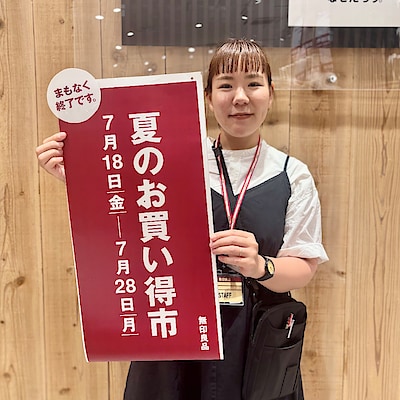 まもなく
終了です。
夏のお買い得市
7月18日(金)―7月28日(月)
無印良品
STAFF